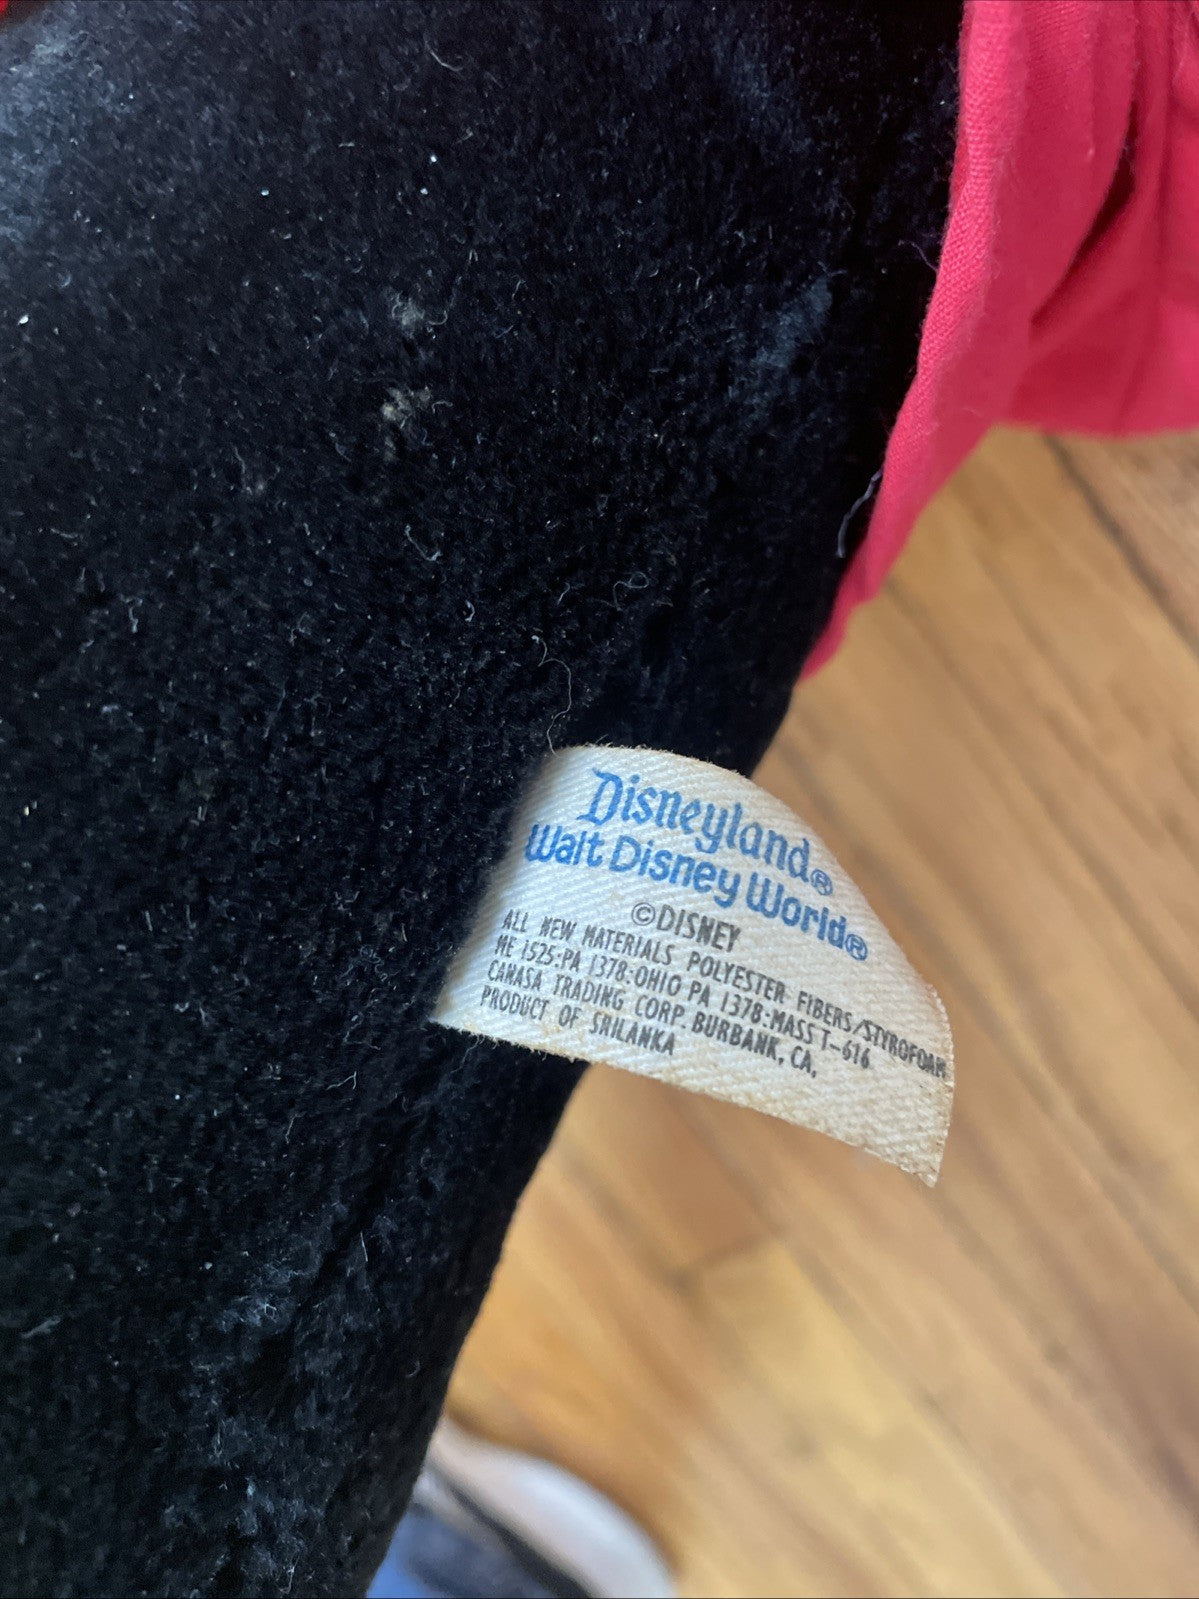 Disneyland®
Walt Disney World®
©DISNEY
ALL NEW MATERIALS POLYESTER FIBERS/STYROFOAM
ME 1525:PA 1378:OHIO PA 1378:MASS T-616
CANASA TRADING CORP. BURBANK, CA,
PRODUCT OF SRILANKA